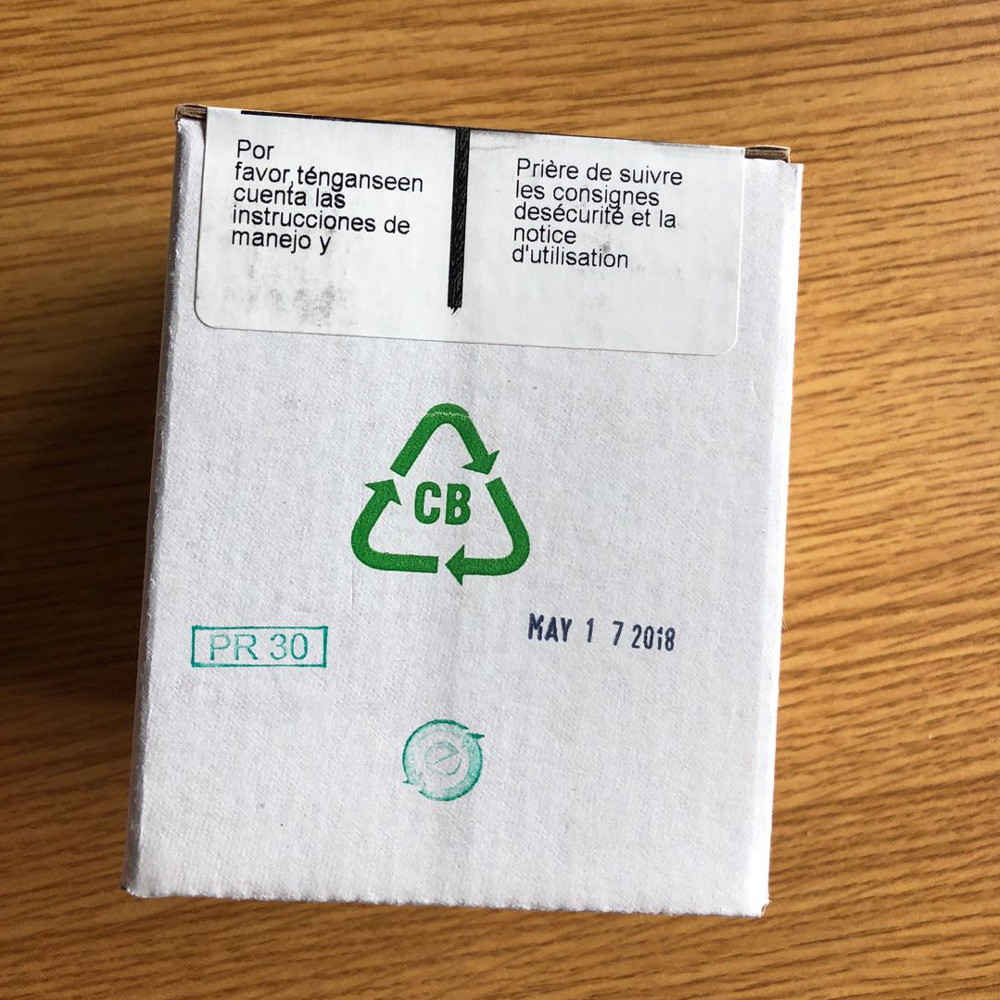 Por
favor,ténganseen
cuenta las
instrucciones de
manejo y
Prière de suivre
les consignes
desécurité et la
notice
d'utilisation
CB
PR 30
MAY 1 7 2018
e